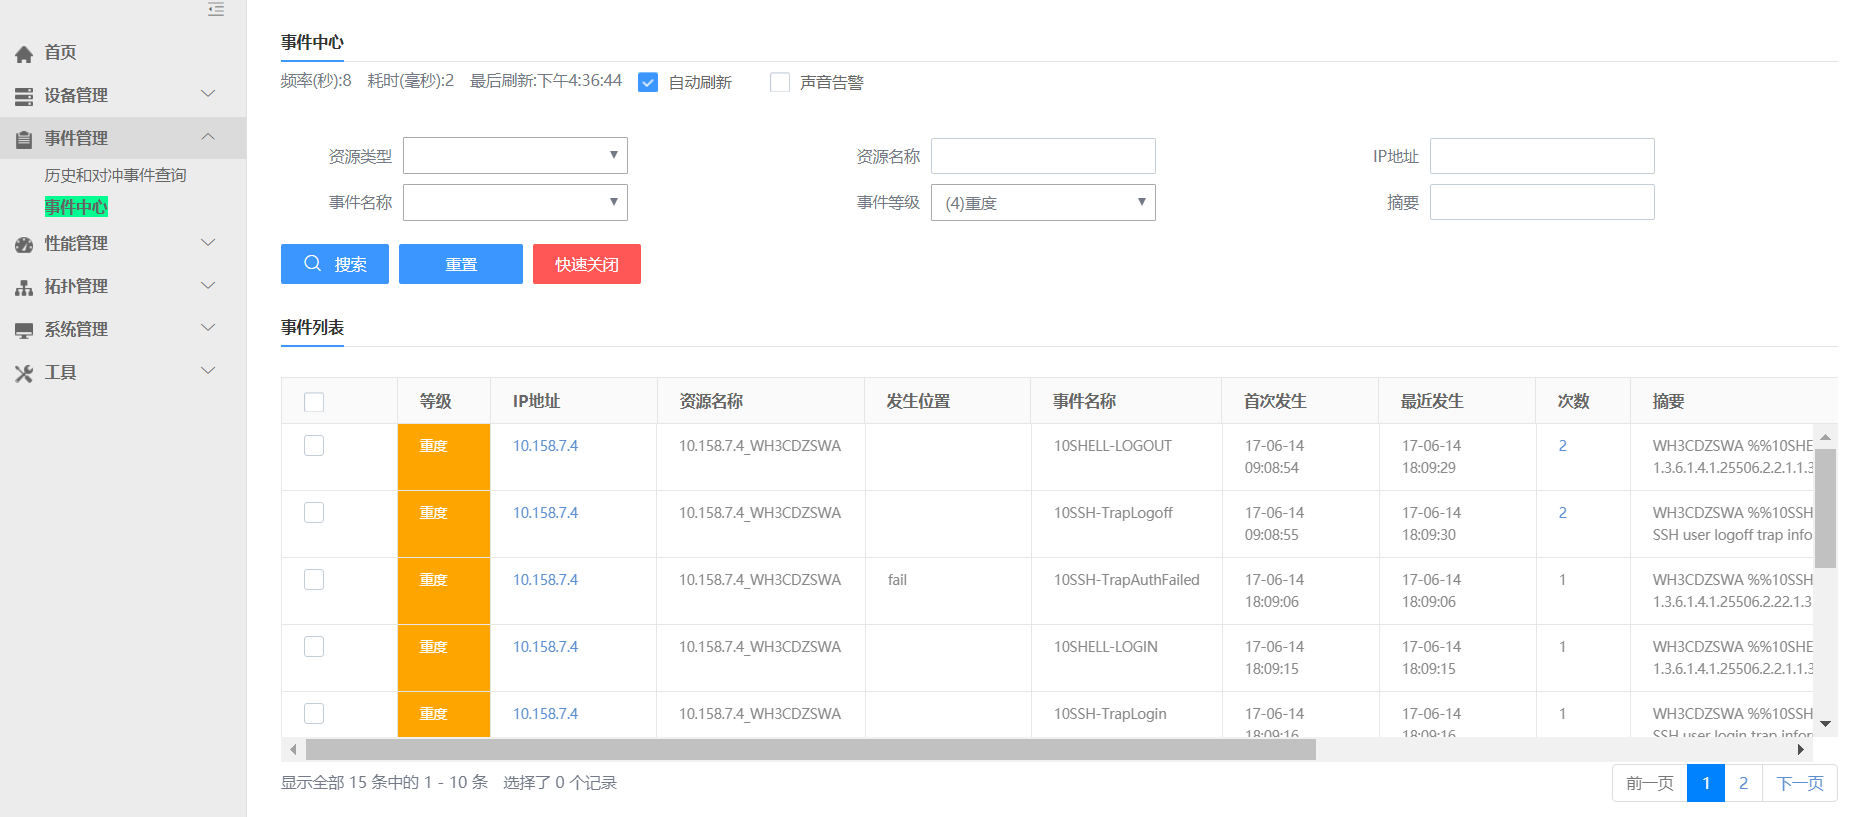 首页
设备管理
事件管理
历史和对冲事件查询
事件中心
性能管理
拓扑管理
系统管理
工具
事件中心
频率(秒):8 耗时(毫秒):2 最后刷新:下午4:36:44 自动刷新 声音告警
资源类型 资源名称 IP地址
事件名称 事件等级 (4)重度 摘要
搜索 重置 快速关闭
事件列表
等级 IP地址 资源名称 发生位置 事件名称 首次发生 最近发生 次数 摘要
重度 10.158.7.4 10.158.7.4_WH3CDZSWA 10SHELL-LOGOUT 17-06-14 17-06-14 2 WH3CDZSWA %%10SHE
09:08:54 18:09:29 1.3.6.1.4.1.25506.2.2.1.1.3
重度 10.158.7.4 10.158.7.4_WH3CDZSWA 10SSH-TrapLogoff 17-06-14 17-06-14 2 WH3CDZSWA %%10SSH
09:08:55 18:09:30 SSH user logoff trap info
重度 10.158.7.4 10.158.7.4_WH3CDZSWA fail 10SSH-TrapAuthFailed 17-06-14 17-06-14 1 WH3CDZSWA %%10SSH
18:09:06 18:09:06 1.3.6.1.4.1.25506.2.22.1.3
重度 10.158.7.4 10.158.7.4_WH3CDZSWA 10SHELL-LOGIN 17-06-14 17-06-14 1 WH3CDZSWA %%10SHE
18:09:15 18:09:15 1.3.6.1.4.1.25506.2.2.1.1.3
重度 10.158.7.4 10.158.7.4_WH3CDZSWA 10SSH-TrapLogin 17-06-14 17-06-14 1 WH3CDZSWA %%10SSH
18:09:16 18:09:16 SSH user login trap infor
显示全部 15 条中的 1 - 10 条 选择了 0 个记录 前一页 1 2 下一页